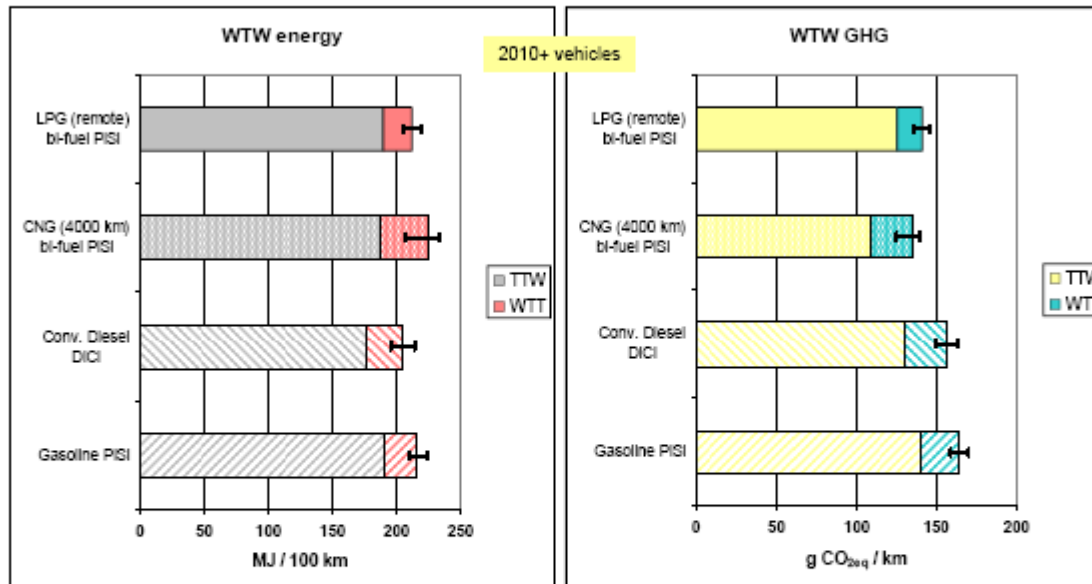 WTW energy
2010+ vehicles
WTW GHG
LPG (remote)
bi-fuel PISI
CNG (4000 km)
bi-fuel PISI
Conv. Diesel
DICI
Gasoline PISI
TTW
WTT
0 50 100 150 200 250
MJ / 100 km
LPG (remote)
bi-fuel PISI
CNG (4000 km)
bi-fuel PISI
Conv. Diesel
DICI
Gasoline PISI
TTW
WT
0 50 100 150 200
g CO₂eq / km